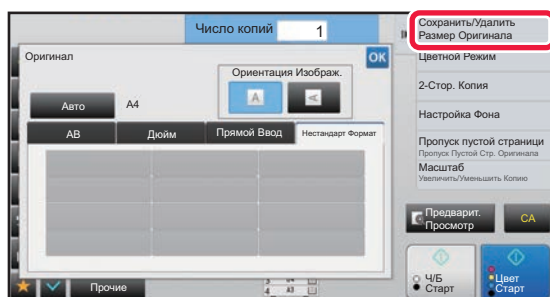 Число копий 1
Сохранить/Удалить
Размер Оригинала
Оригинал
OK
Ориентация Изображ.
A
A
Авто
A4
AB
Дюйм
Прямой Ввод
Нестандарт Формат
Цветной Режим
2-Стор. Копия
Настройка Фона
Пропуск пустой страници
Пропуск Пустой Стр. Оригинала
Масштаб
Увеличить/Уменьшить Копию
Предварит.
Просмотр
CA
Ч/Б
Старт
Цвет
Старт
Прочие
4 A3